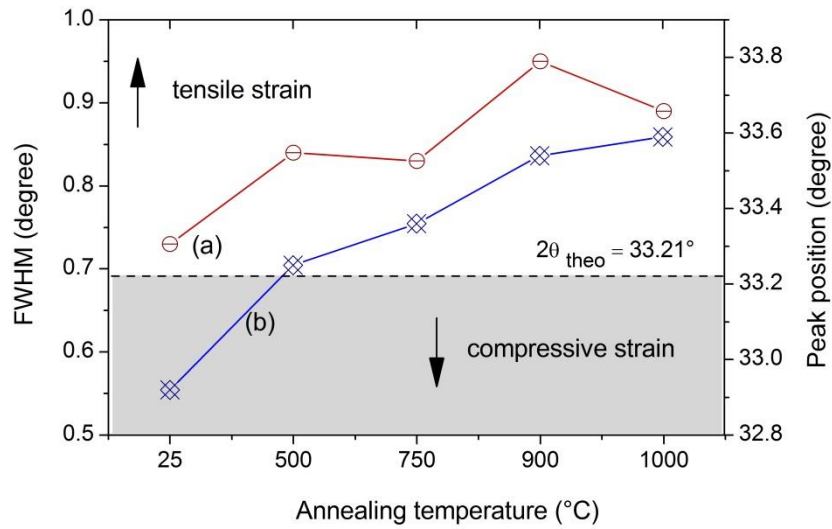 1.0
0.9
0.8
0.7
0.6
0.5
FWHM (degree)
33.8
33.6
33.4
33.2
33.0
32.8
Peak position (degree)
tensile strain
(a)
2θ theo = 33.21°
(b)
compressive strain
25 500 750 900 1000
Annealing temperature (°C)